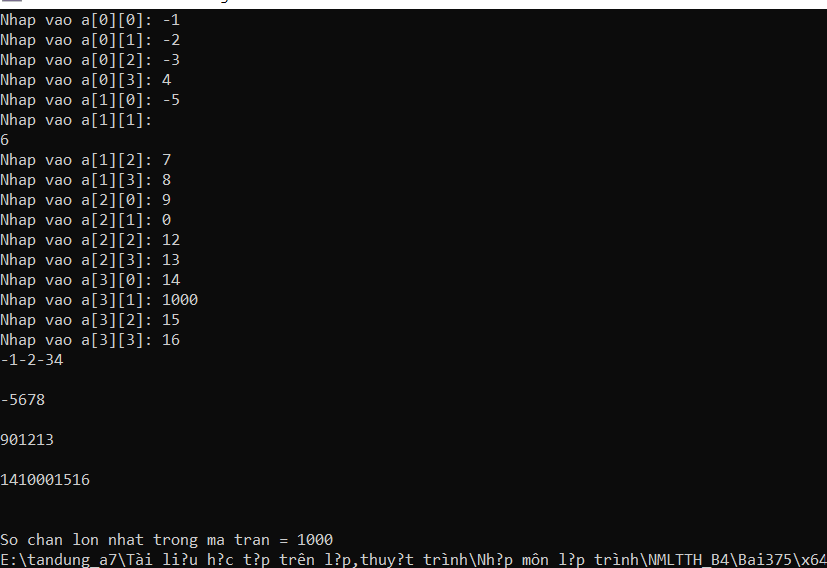 Nhap vao a[0][0]: -1
Nhap vao a[0][1]: -2
Nhap vao a[0][2]: -3
Nhap vao a[0][3]: 4
Nhap vao a[1][0]: -5
Nhap vao a[1][1]:
6
Nhap vao a[1][2]: 7
Nhap vao a[1][3]: 8
Nhap vao a[2][0]: 9
Nhap vao a[2][1]: 0
Nhap vao a[2][2]: 12
Nhap vao a[2][3]: 13
Nhap vao a[3][0]: 14
Nhap vao a[3][1]: 1000
Nhap vao a[3][2]: 15
Nhap vao a[3][3]: 16
-1-2-34
-5678
901213
1410001516
So chan lon nhat trong ma tran = 1000
E:\tandung_a7\Tài li?u h?c t?p trên l?p,thuy?t trình\Nh?p môn l?p trình\NMLTTH_B4\Bai375\x64